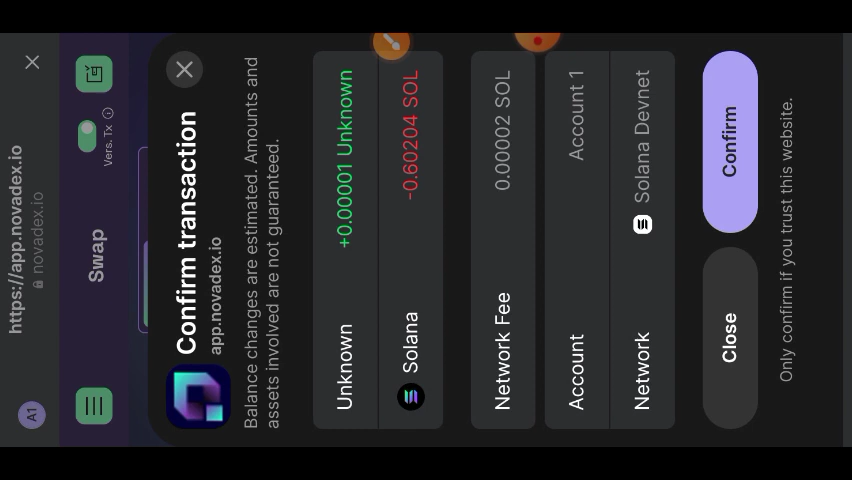 https://app.novadex.io
novadex.io
A1
Swap
Vers.Tx
Confirm transaction
app.novadex.io
Balance changes are estimated. Amounts and
assets involved are not guaranteed.
Unknown +0.00001 Unknown
Solana -0.60204 SOL
Network Fee 0.00002 SOL
Account Account 1
Network Solana Devnet
Close Confirm
Only confirm if you trust this website.